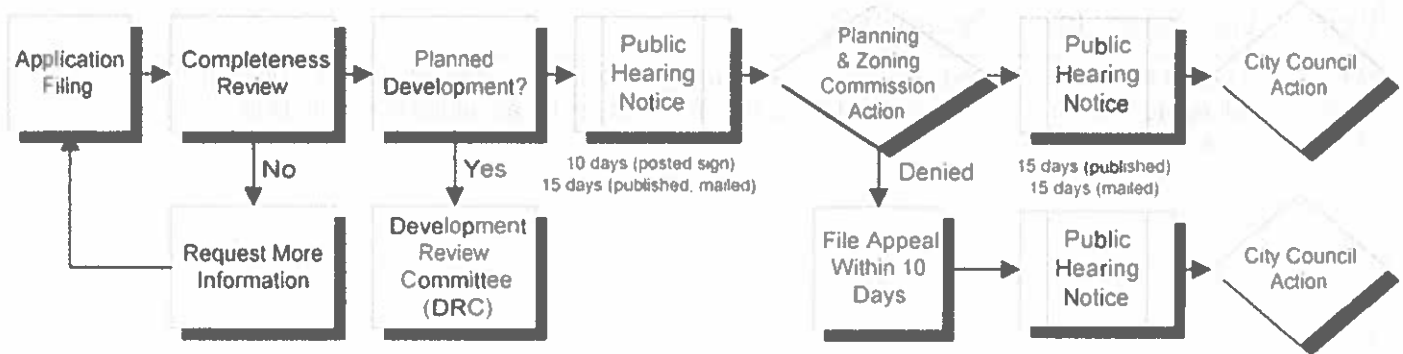 Application
Filing
Completeness
Review
Planned
Development?
Public
Hearing
Notice
Planning
& Zoning
Commission
Action
Public
Hearing
Notice
City Council
Action
No
Yes
10 days (posted sign)
15 days (published, mailed)
Denied
15 days (published)
15 days (mailed)
Request More
Information
Development
Review
Committee
(DRC)
File Appeal
Within 10
Days
Public
Hearing
Notice
City Council
Action